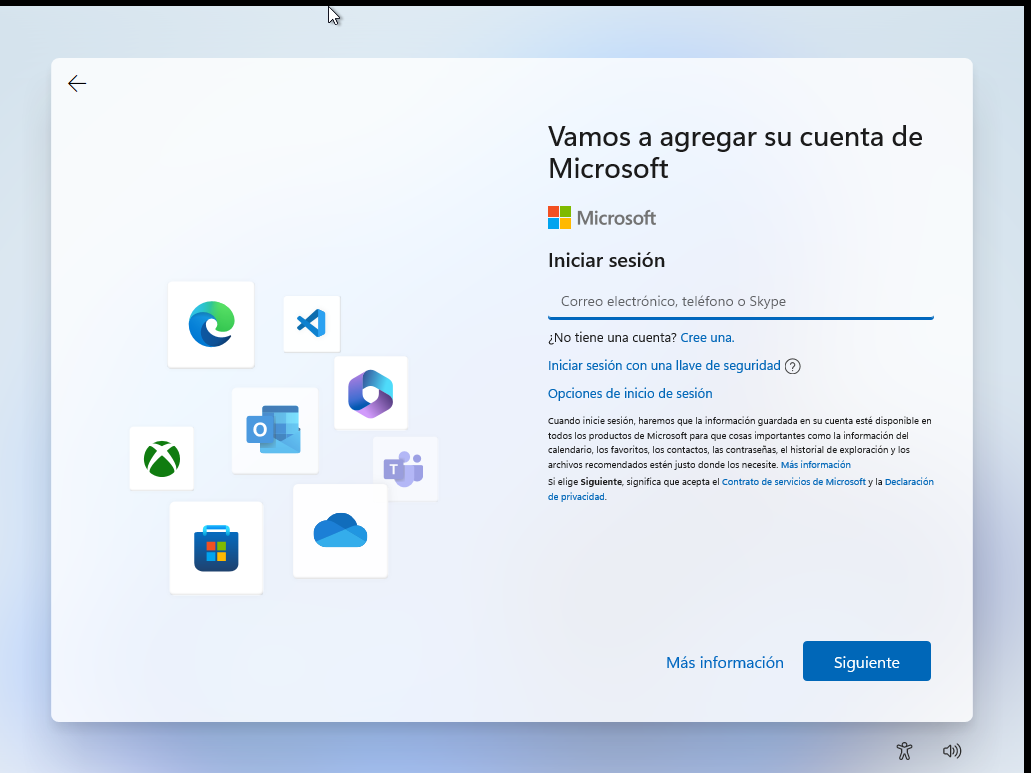 Vamos a agregar su cuenta de
Microsoft
Microsoft
Iniciar sesión
Correo electrónico, teléfono o Skype
¿No tiene una cuenta? Cree una.
Iniciar sesión con una llave de seguridad ?
Opciones de inicio de sesión
Cuando inicie sesión, haremos que la información guardada en su cuenta esté disponible en
todos los productos de Microsoft para que cosas importantes como la información del
calendario, los favoritos, los contactos, las contraseñas, el historial de exploración y los
archivos recomendados estén justo donde los necesite. Más información
Si elige Siguiente, significa que acepta el Contrato de servicios de Microsoft y la Declaración
de privacidad.
O
T
Más información
Siguiente